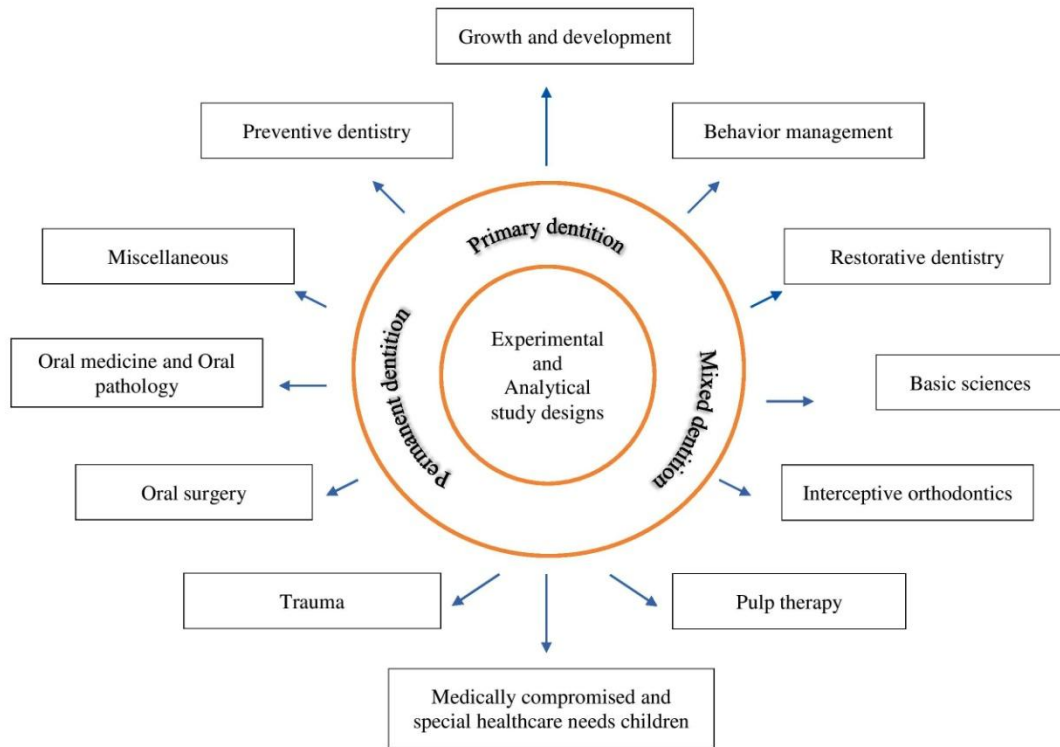 Growth and development
Preventive dentistry
Behavior management
Primary dentition
Miscellaneous
Restorative dentistry
Experimental
and
Analytical
study designs
Permanent dentition
Mixed dentition
Oral medicine and Oral
pathology
Basic sciences
Oral surgery
Interceptive orthodontics
Trauma
Pulp therapy
Medically compromised and
special healthcare needs children